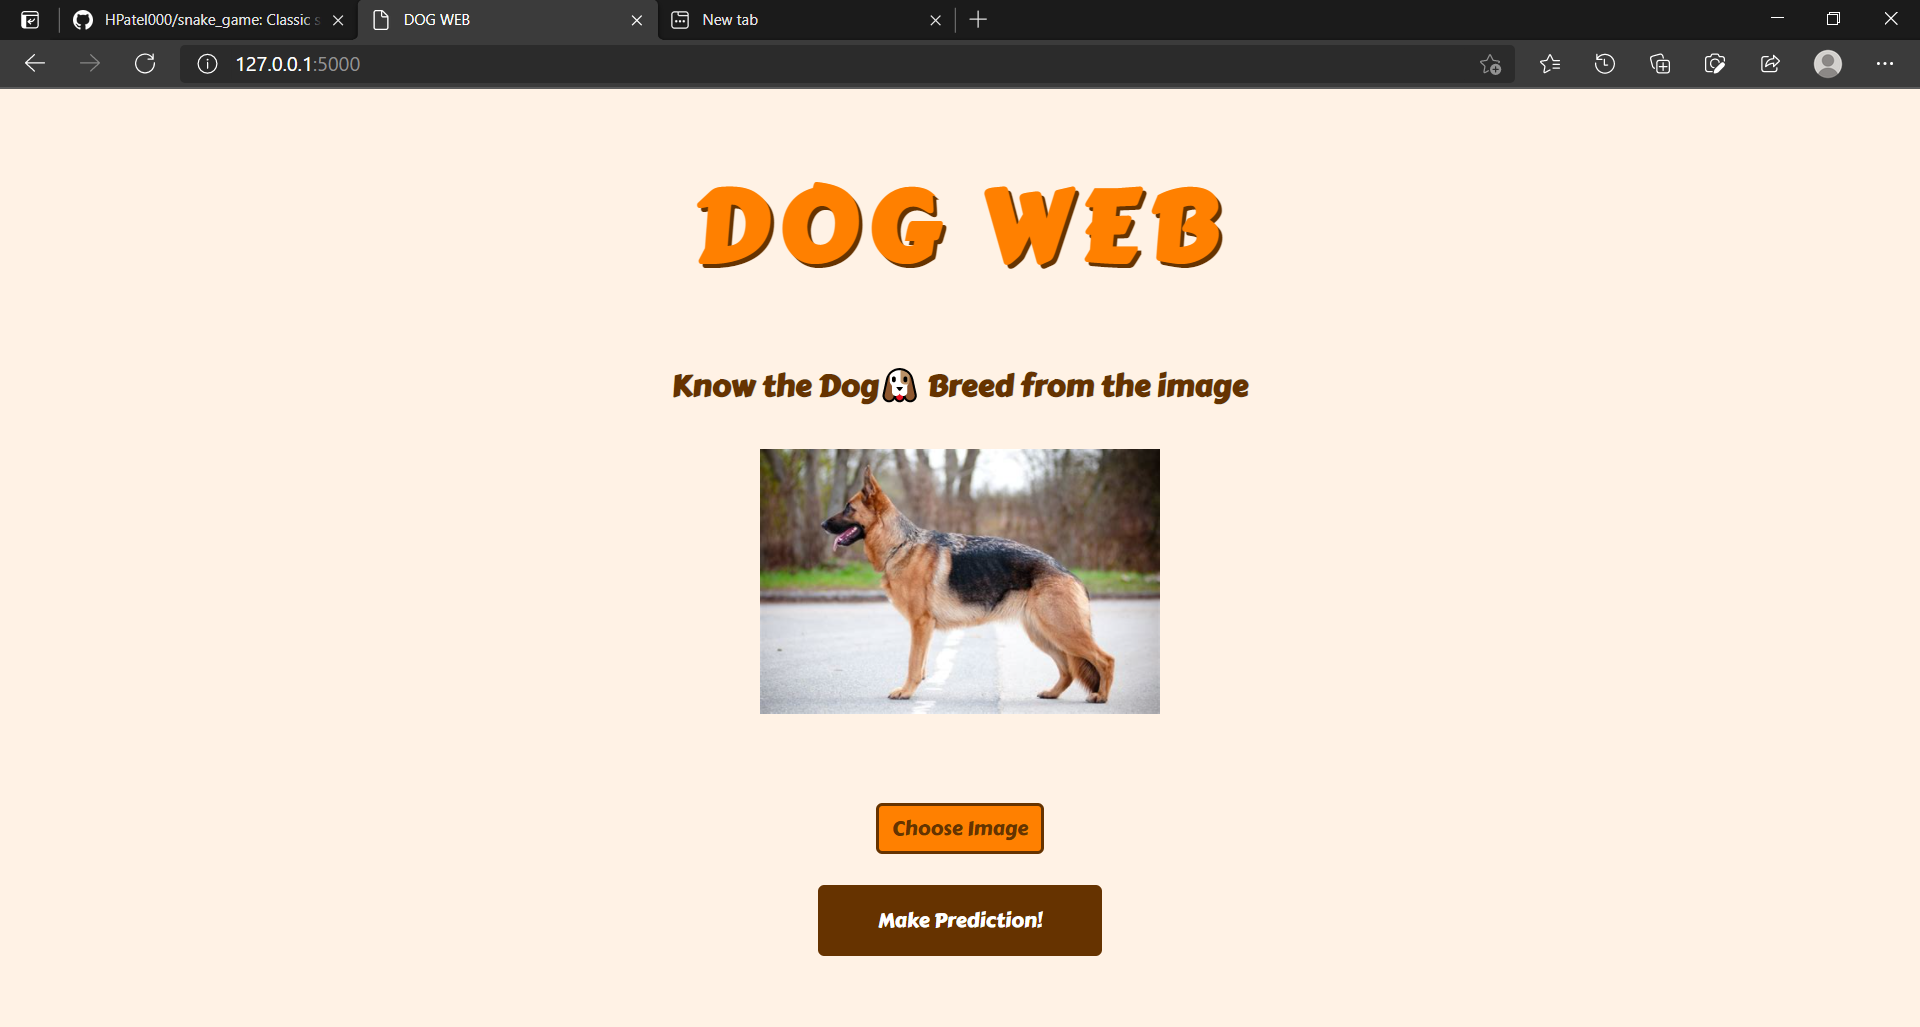 HPatel000/snake_game: Classic s
DOG WEB
New tab
127.0.0.1:5000
DOG WEB
Know the Dog🐶 Breed from the image
Choose Image
Make Prediction!